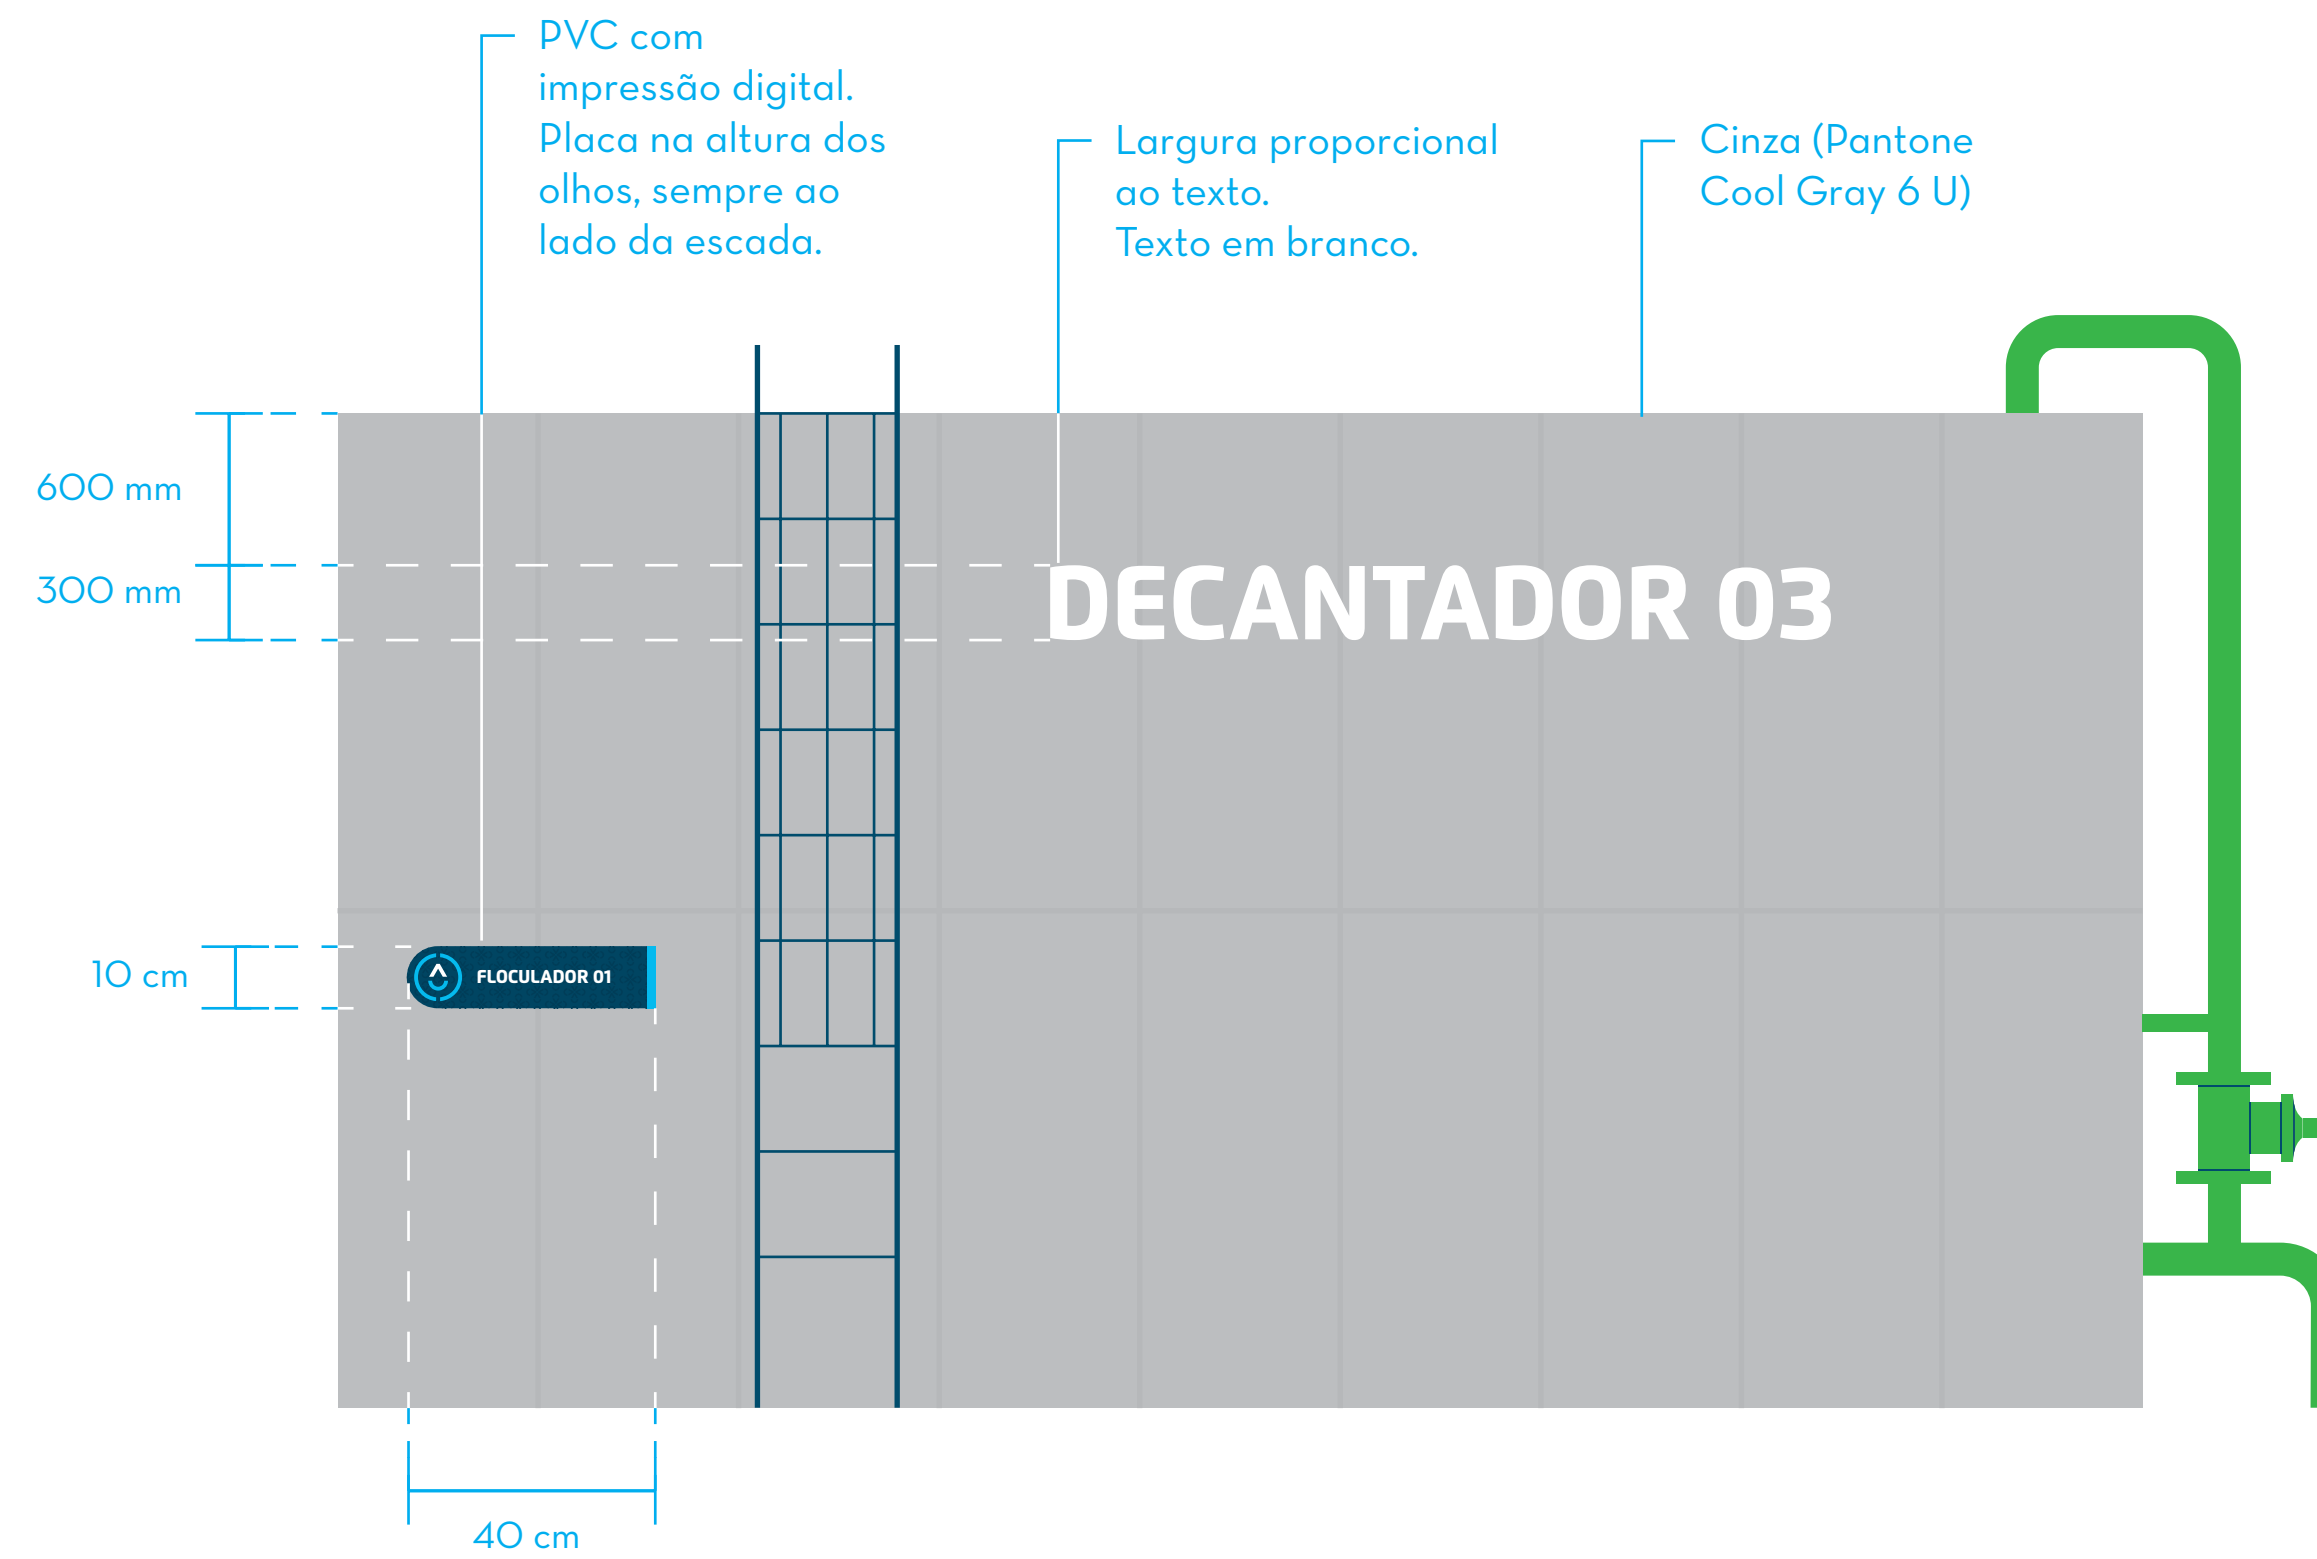 PVC com
impressão digital.
Placa na altura dos
olhos, sempre ao
lado da escada.
Largura proporcional
ao texto.
Texto em branco.
Cinza (Pantone
Cool Gray 6 U)
600 mm
300 mm
DECANTADOR 03
10 cm
FLOCULADOR 01
40 cm